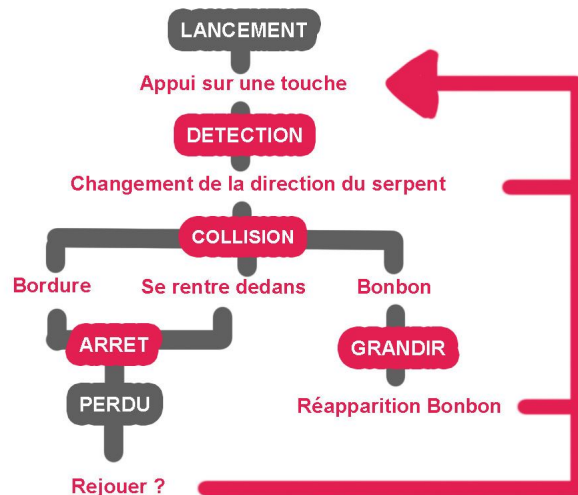 LANCEMENT
Appui sur une touche
DETECTION
Changement de la direction du serpent
COLLISION
Bordure
Se rentre dedans
Bonbon
ARRET
GRANDIR
PERDU
Réapparition Bonbon
Rejouer ?